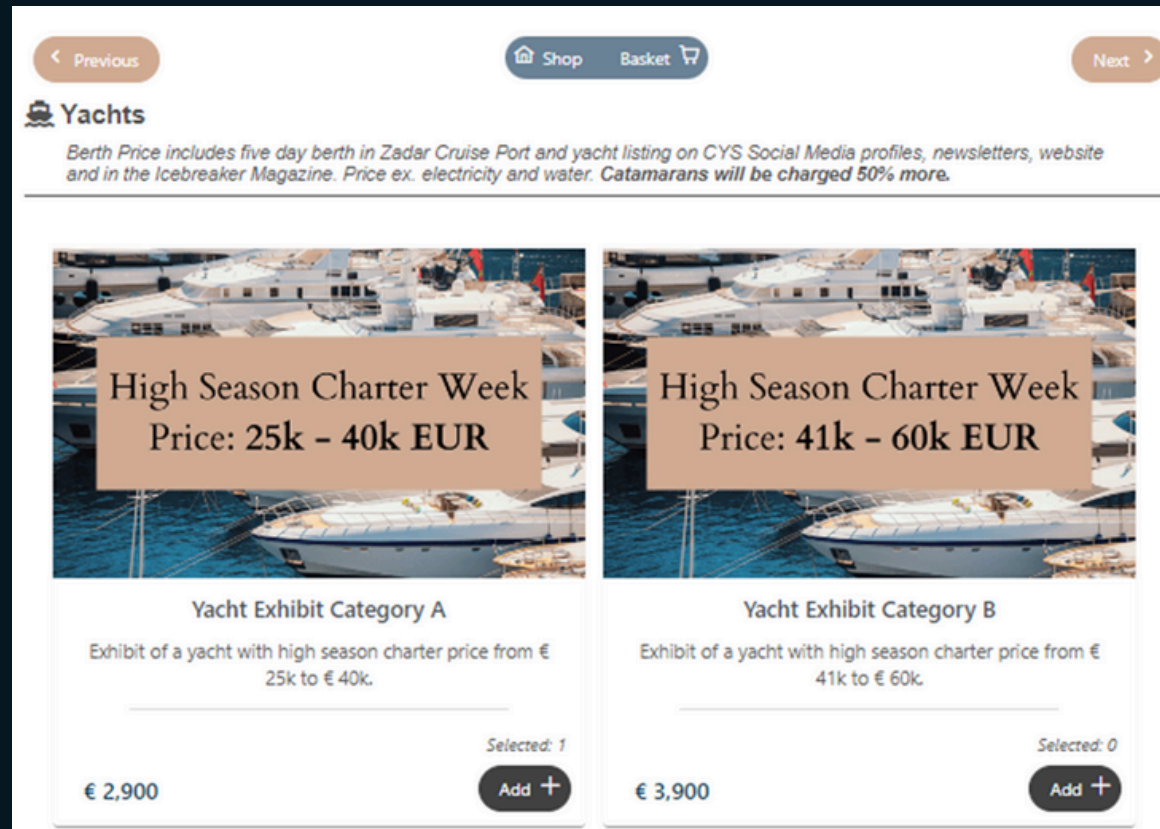 Previous
Shop
Basket
Next
Yachts
Berth Price includes five day berth in Zadar Cruise Port and yacht listing on CYS Social Media profiles, newsletters, website
and in the Icebreaker Magazine. Price ex. electricity and water. Catamarans will be charged 50% more.
High Season Charter Week
Price: 25k - 40k EUR
Yacht Exhibit Category A
Exhibit of a yacht with high season charter price from €
25k to € 40k.
Selected: 1
€ 2,900
Add +
High Season Charter Week
Price: 41k - 60k EUR
Yacht Exhibit Category B
Exhibit of a yacht with high season charter price from €
41k to € 60k.
Selected: 0
€ 3,900
Add +